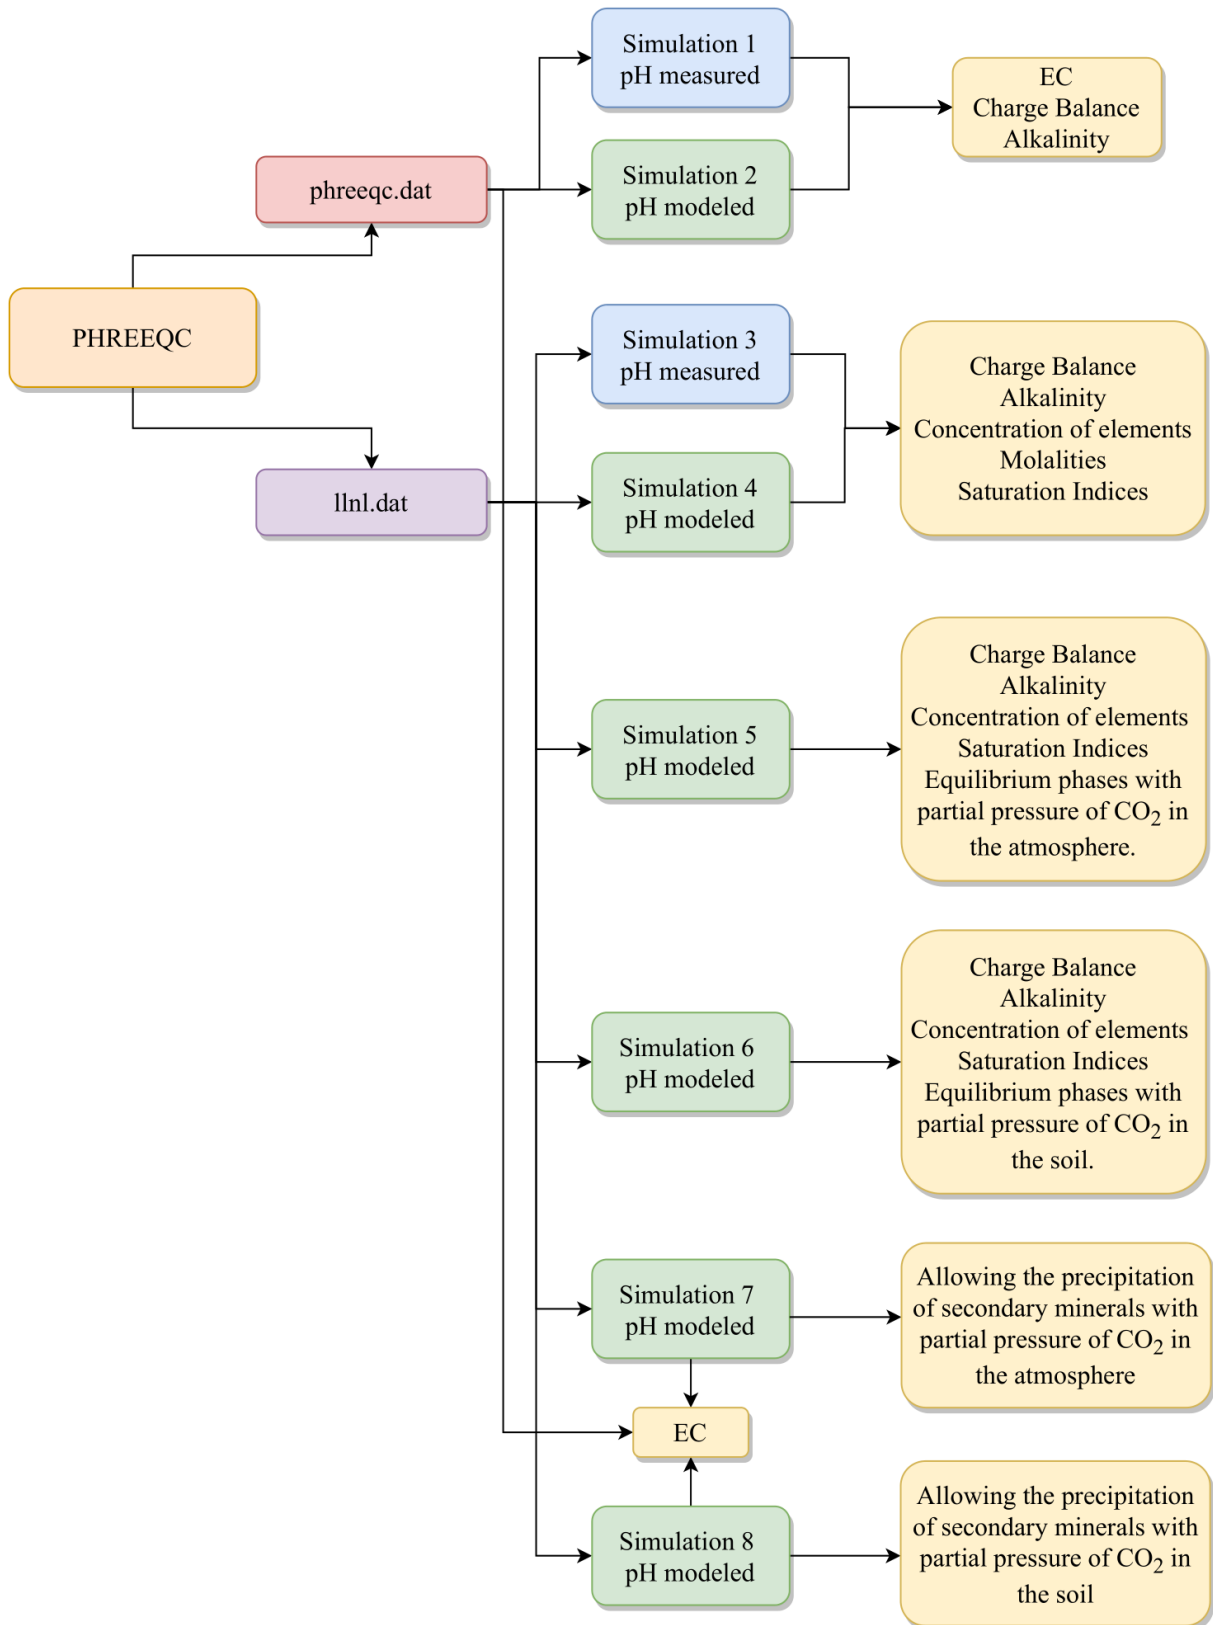 Simulation 1
pH measured
EC
Charge Balance
Alkalinity
phreeqc.dat
Simulation 2
pH modeled
PHREEQC
Simulation 3
pH measured
Charge Balance
Alkalinity
Concentration of elements
Molalities
Saturation Indices
llnl.dat
Simulation 4
pH modeled
Simulation 5
pH modeled
Charge Balance
Alkalinity
Concentration of elements
Saturation Indices
Equilibrium phases with
partial pressure of CO2 in
the atmosphere.
Simulation 6
pH modeled
Charge Balance
Alkalinity
Concentration of elements
Saturation Indices
Equilibrium phases with
partial pressure of CO2 in
the soil.
Simulation 7
pH modeled
Allowing the precipitation
of secondary minerals with
partial pressure of CO2 in
the atmosphere
EC
Simulation 8
pH modeled
Allowing the precipitation
of secondary minerals with
partial pressure of CO2 in
the soil